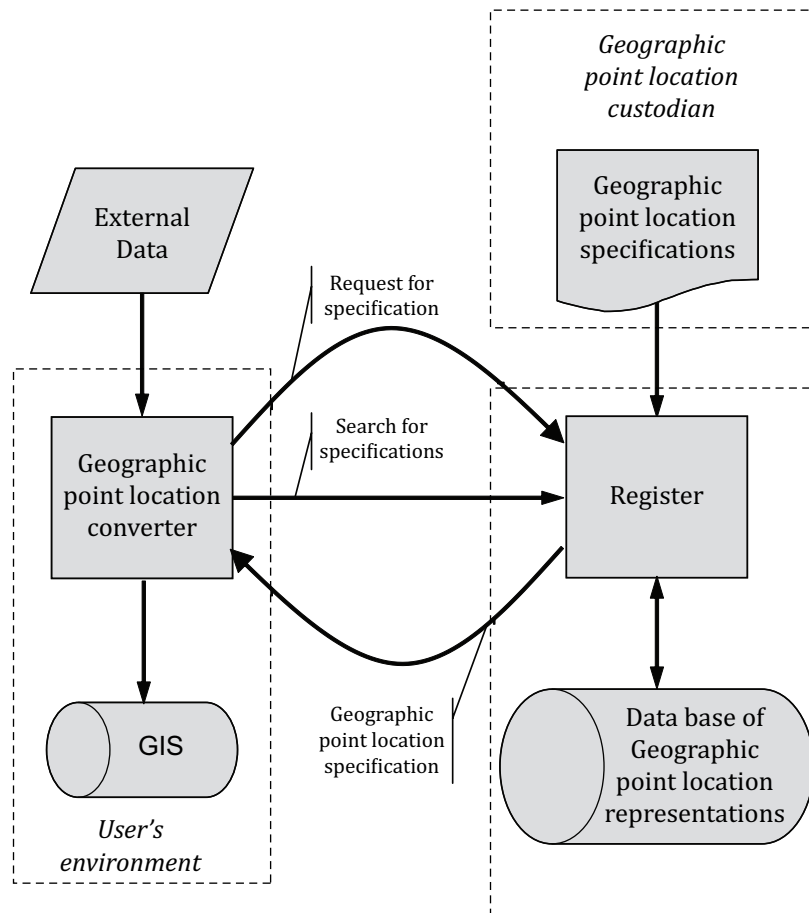 Geographic
point location
custodian
Geographic
point location
specifications
External
Data
Request for
specification
Search for
specifications
Geographic
point location
converter
Register
Geographic
point location
specification
GIS
Data base of
Geographic
point location
representations
User's
environment